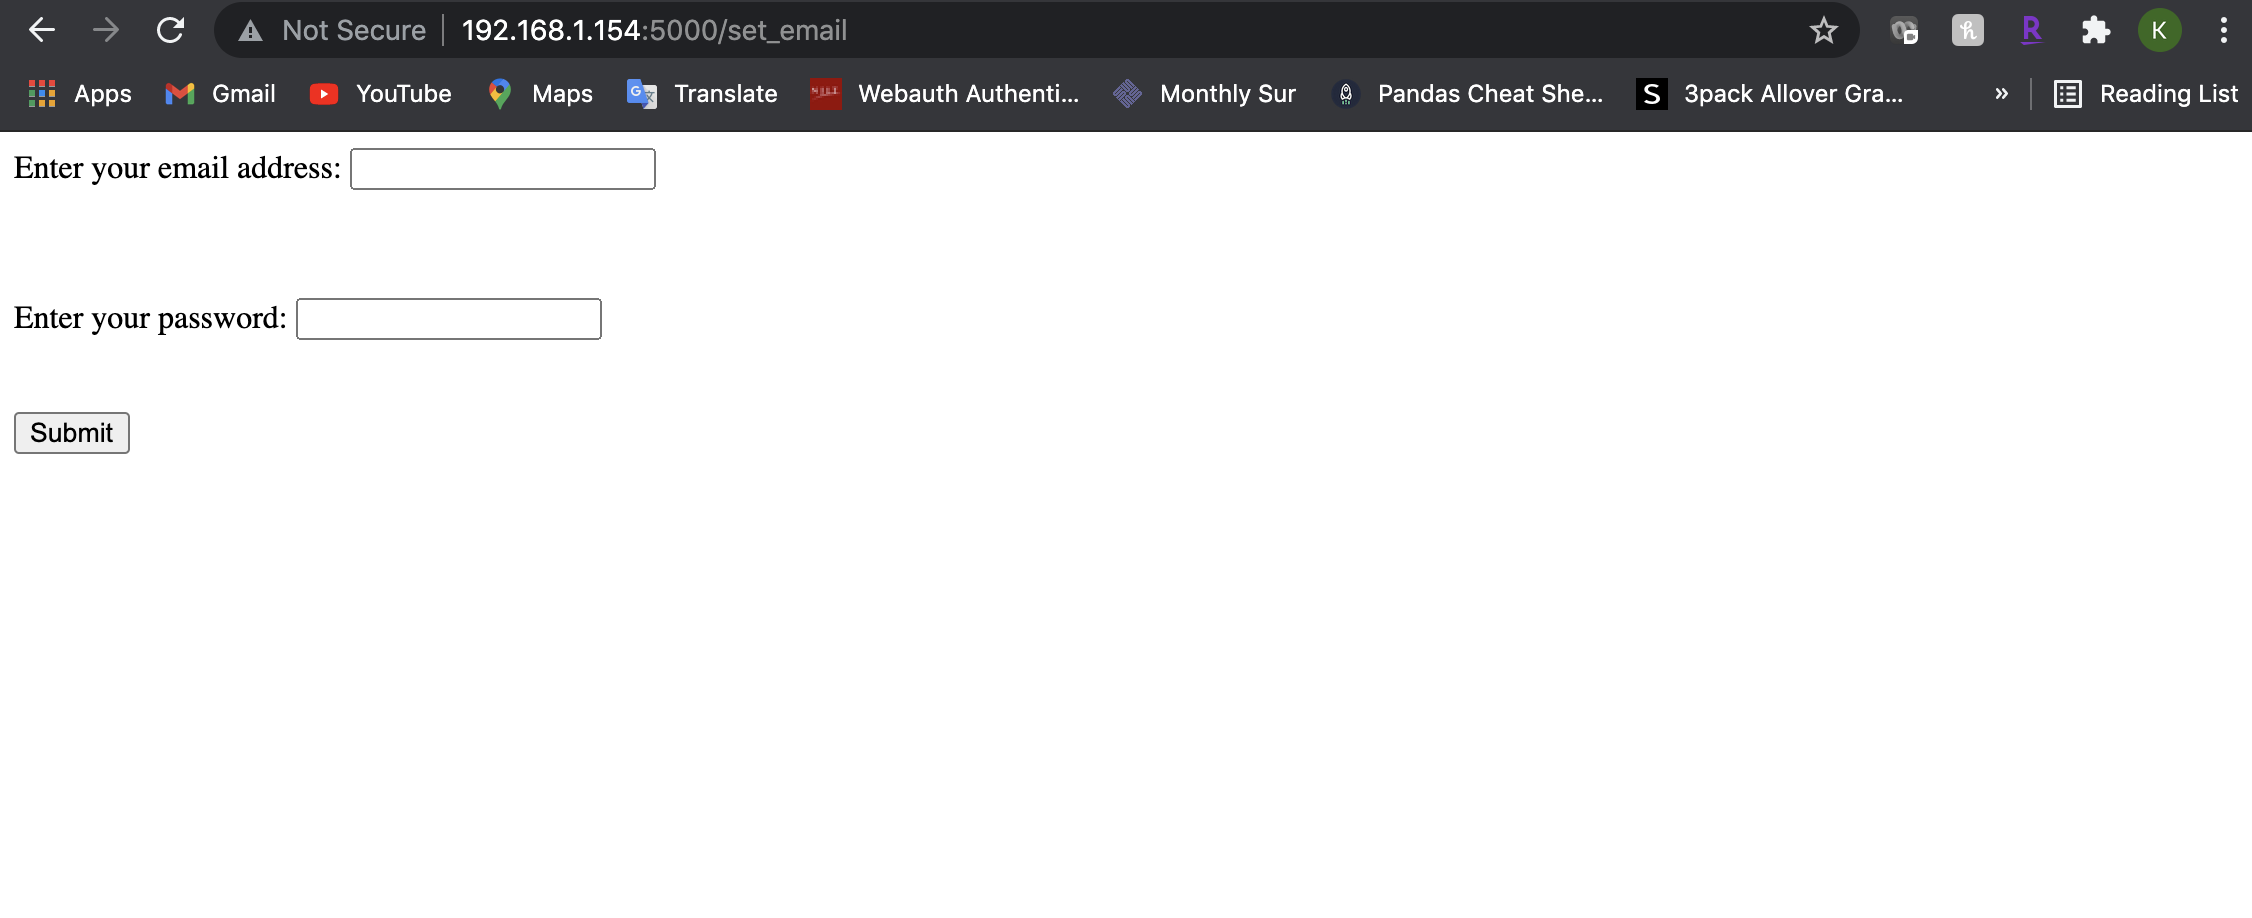 Not Secure 192.168.1.154:5000/set_email K
Apps Gmail YouTube Maps Translate Webauth Authenti... Monthly Sur Pandas Cheat She... S 3pack Allover Gra... » Reading List
Enter your email address:
Enter your password:
Submit